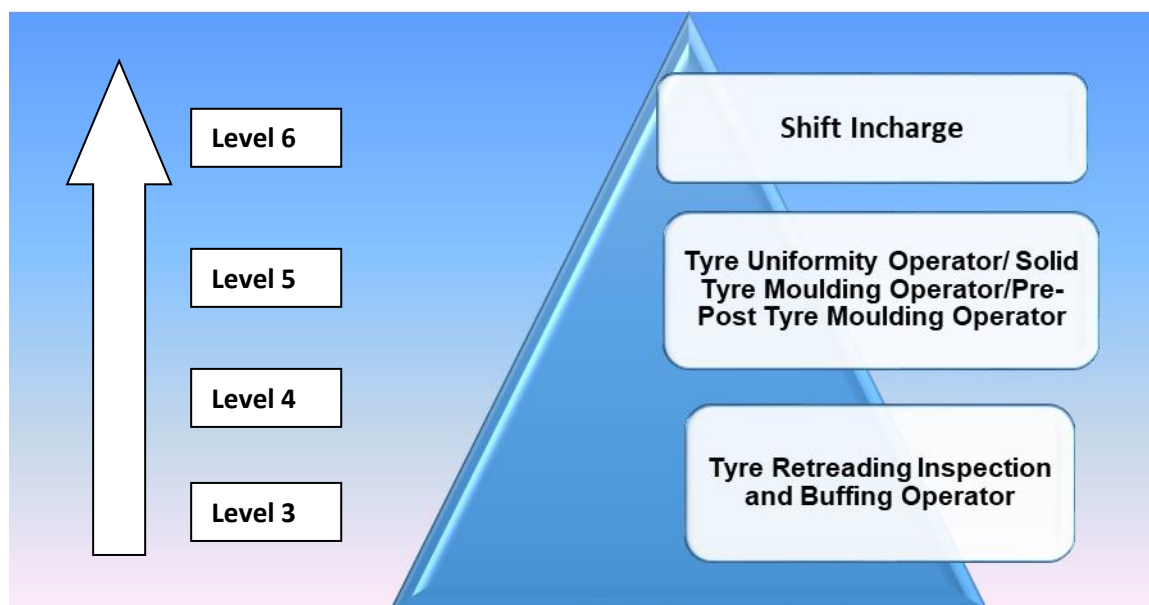 Level 6
Shift Incharge
Level 5
Tyre Uniformity Operator/ Solid
Tyre Moulding Operator/Pre-
Post Tyre Moulding Operator
Level 4
Tyre Retreading Inspection
and Buffing Operator
Level 3